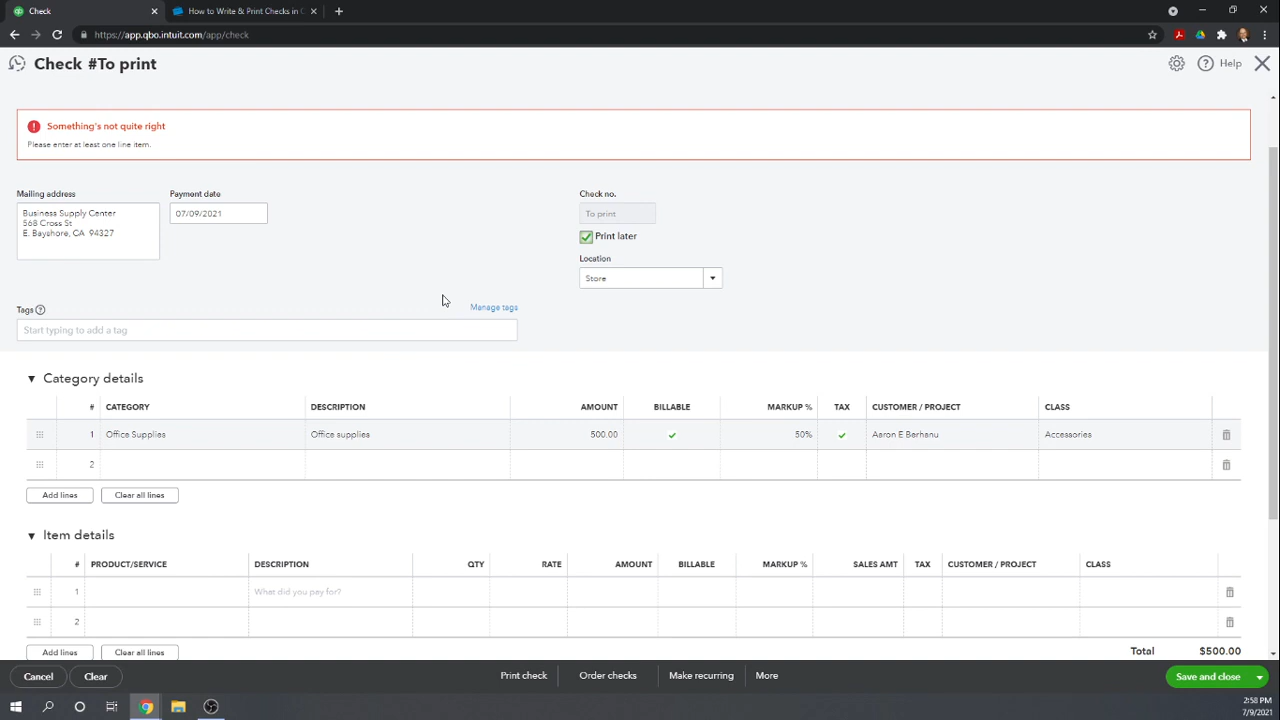 Check
How to Write & Print Checks in
https://app.qbo.intuit.com/app/check
Check #To print
Help
Something's not quite right
Please enter at least one line item.
Mailing address
Payment date
Check no.
Business Supply Center
568 Cross St
E. Bayshore, CA 94327
07/09/2021
To print
Print later
Location
Store
Tags
Manage tags
Start typing to add a tag
Category details
# CATEGORY DESCRIPTION AMOUNT BILLABLE MARKUP % TAX CUSTOMER / PROJECT CLASS
1 Office Supplies Office supplies 500.00 50% Aaron E Berhanu Accessories
2
Add lines Clear all lines
Item details
# PRODUCT/SERVICE DESCRIPTION QTY RATE AMOUNT BILLABLE MARKUP % SALES AMT TAX CUSTOMER / PROJECT CLASS
1 What did you pay for?
2
Add lines Clear all lines
Total $500.00
Cancel Clear Print check Order checks Make recurring More Save and close
2:58 PM
7/9/2021